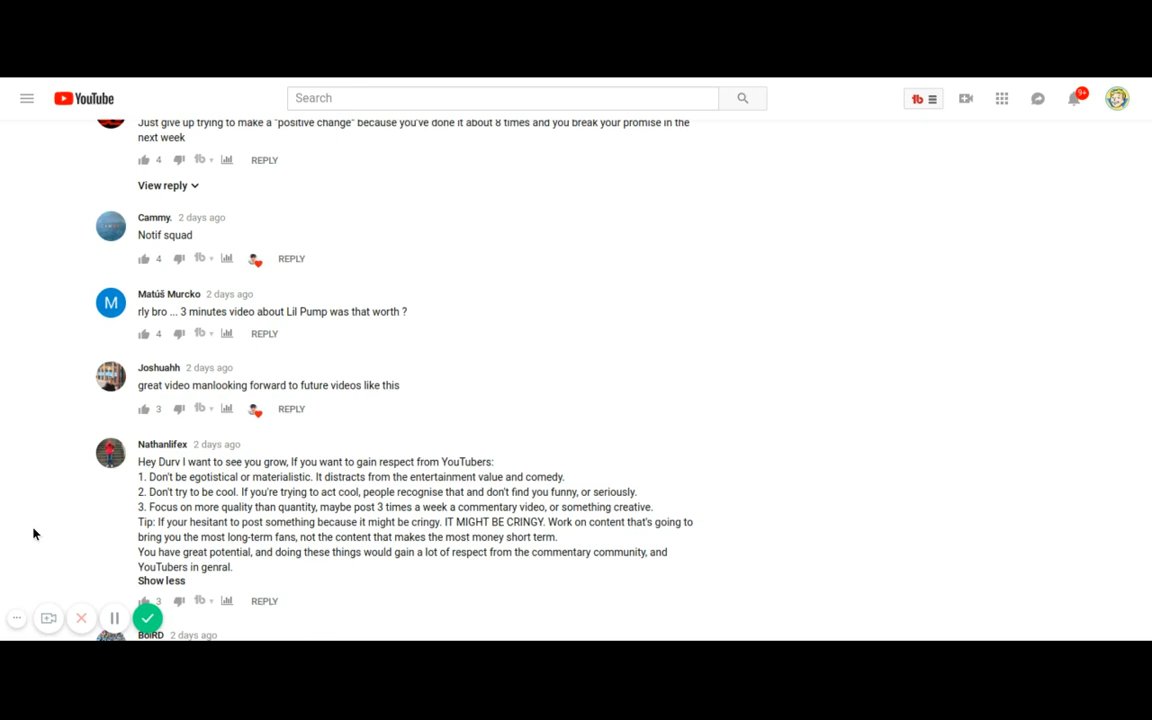 YouTube
Search
fb
9+
Just give up trying to make a "positive change" because you've done it about 8 times and you break your promise in the
next week
4 fb REPLY
View reply
Cammy. 2 days ago
Notif squad
4 fb REPLY
M
Matúš Murcko 2 days ago
rly bro ... 3 minutes video about Lil Pump was that worth ?
4 fb REPLY
Joshuahh 2 days ago
great video manlooking forward to future videos like this
3 fb REPLY
Nathanlifex 2 days ago
Hey Durv I want to see you grow, If you want to gain respect from YouTubers:
1. Don't be egotistical or materialistic. It distracts from the entertainment value and comedy.
2. Don't try to be cool. If you're trying to act cool, people recognise that and don't find you funny, or seriously.
3. Focus on more quality than quantity, maybe post 3 times a week a commentary video, or something creative.
Tip: If your hesitant to post something because it might be cringy. IT MIGHT BE CRINGY. Work on content that's going to
bring you the most long-term fans, not the content that makes the most money short term.
You have great potential, and doing these things would gain a lot of respect from the commentary community, and
YouTubers in genral.
Show less
3 fb REPLY
BoiRD 2 days ago